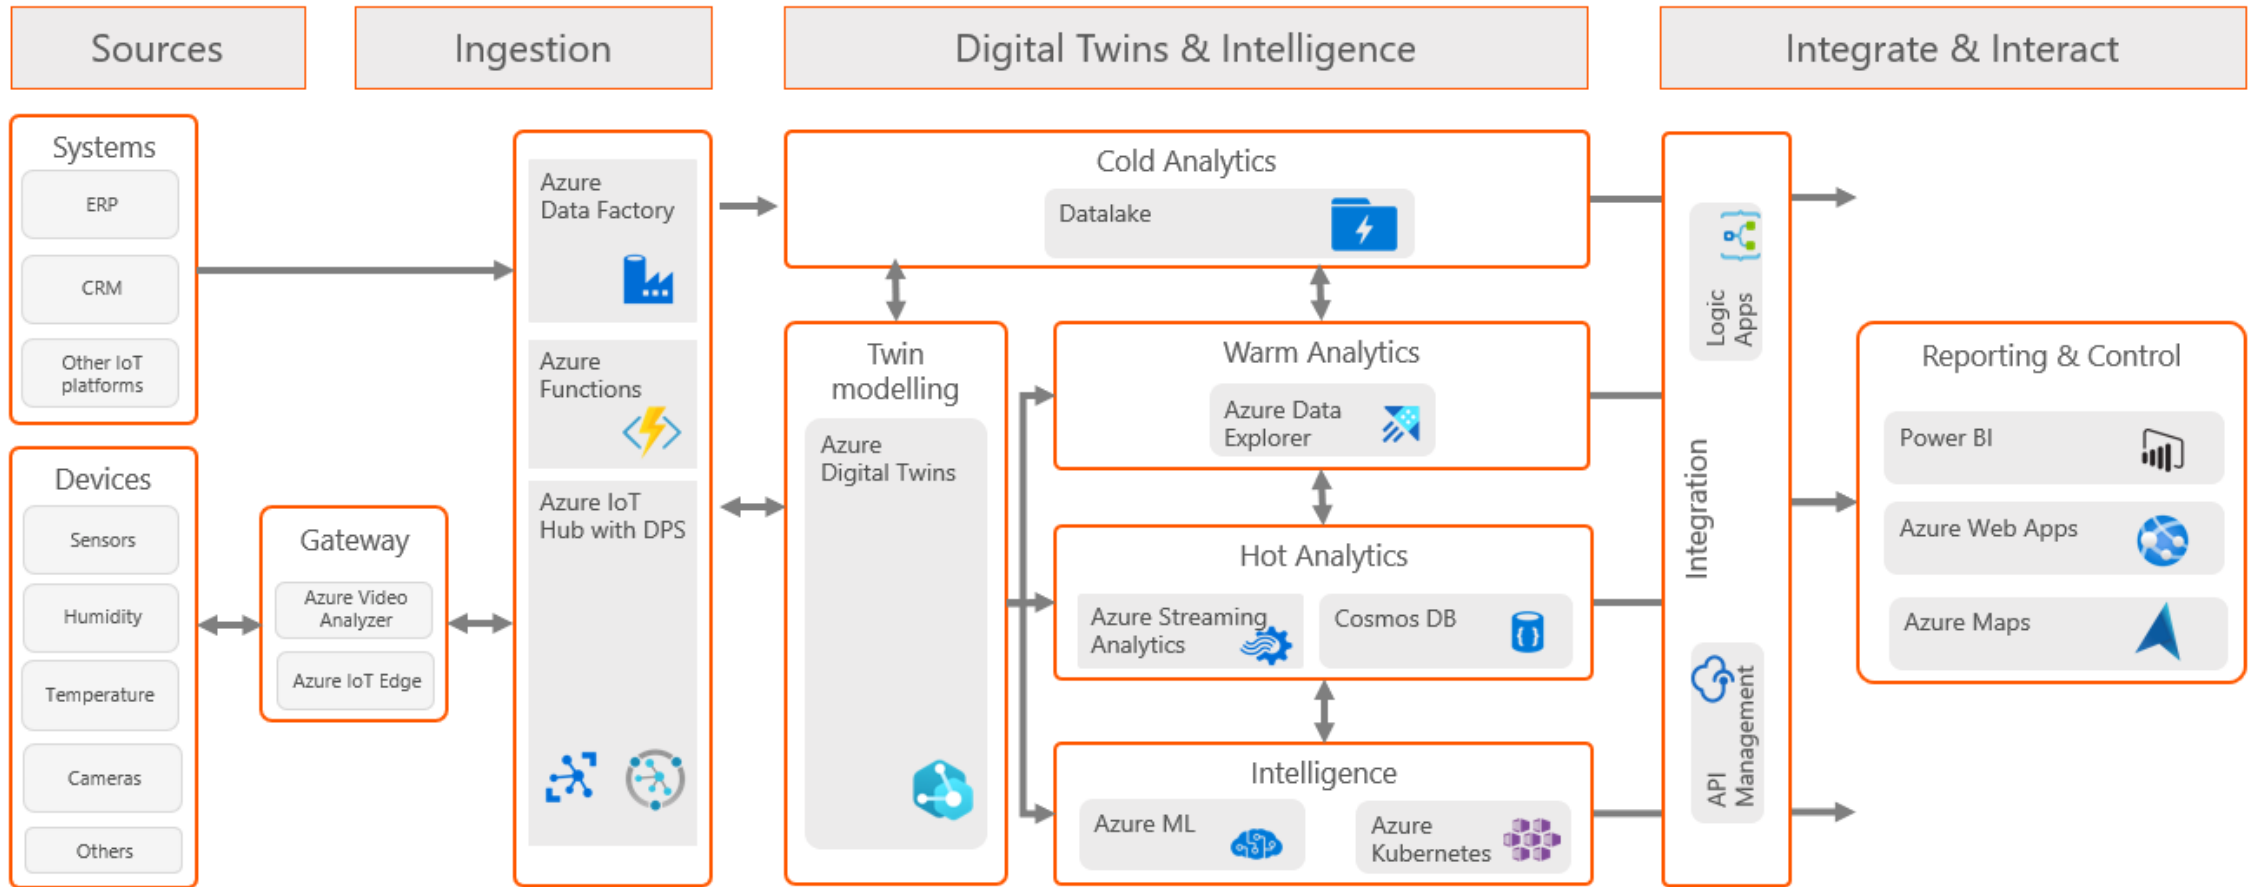 Sources
Ingestion
Digital Twins & Intelligence
Integrate & Interact
Systems
ERP
CRM
Other IoT
platforms
Devices
Sensors
Humidity
Temperature
Cameras
Others
Gateway
Azure Video
Analyzer
Azure IoT Edge
Azure
Data Factory
Azure
Functions
Azure IoT
Hub with DPS
Cold Analytics
Datalake
Twin
modelling
Azure
Digital Twins
Warm Analytics
Azure Data
Explorer
Hot Analytics
Azure Streaming
Analytics
Cosmos DB
Intelligence
Azure ML
Azure
Kubernetes
Logic
Apps
Integration
API
Management
Reporting & Control
Power BI
Azure Web Apps
Azure Maps